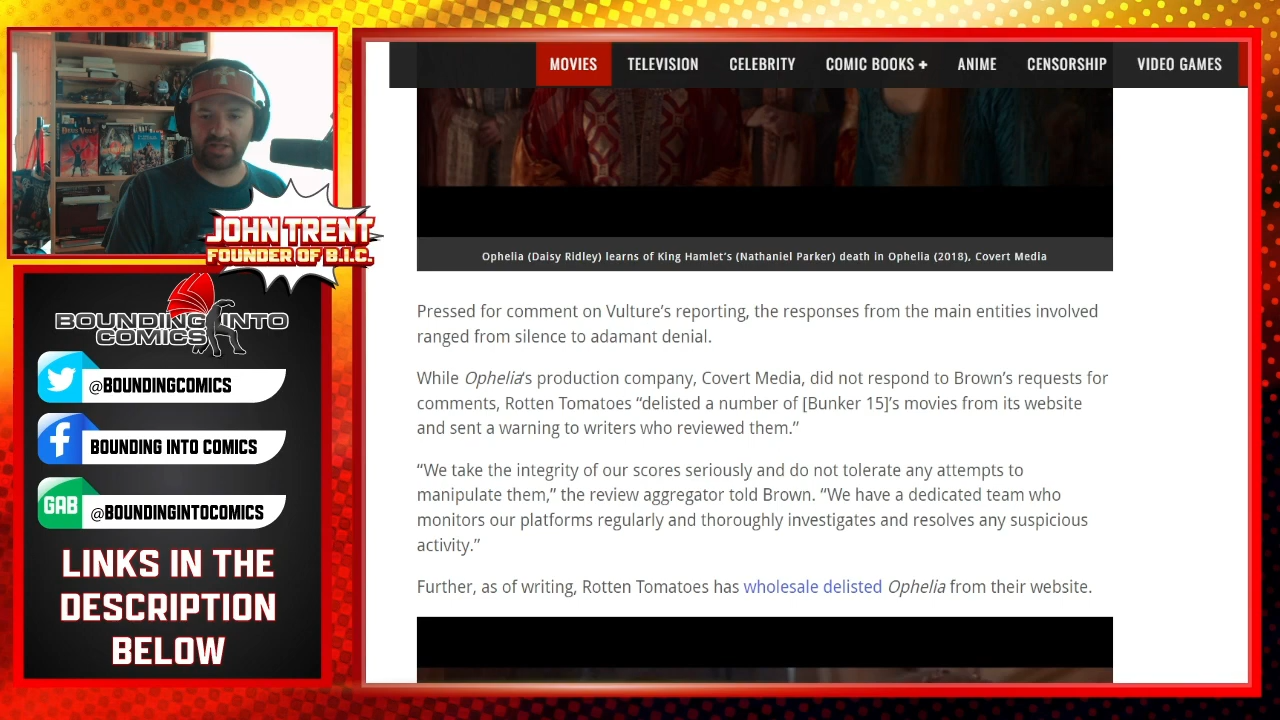 JOHN TRENT
FOUNDER OF B.I.C.
BOUNDING INTO
COMICS
@BOUNDINGCOMICS
BOUNDING INTO COMICS
GAB
@BOUNDINGINTOCOMICS
LINKS IN THE
DESCRIPTION
BELOW
MOVIES TELEVISION CELEBRITY COMIC BOOKS + ANIME CENSORSHIP VIDEO GAMES
Ophelia (Daisy Ridley) learns of King Hamlet’s (Nathaniel Parker) death in Ophelia (2018), Covert Media
Pressed for comment on Vulture’s reporting, the responses from the main entities involved
ranged from silence to adamant denial.
While Ophelia’s production company, Covert Media, did not respond to Brown’s requests for
comments, Rotten Tomatoes “delisted a number of [Bunker 15]’s movies from its website
and sent a warning to writers who reviewed them.”
“We take the integrity of our scores seriously and do not tolerate any attempts to
manipulate them,” the review aggregator told Brown. “We have a dedicated team who
monitors our platforms regularly and thoroughly investigates and resolves any suspicious
activity.”
Further, as of writing, Rotten Tomatoes has wholesale delisted Ophelia from their website.